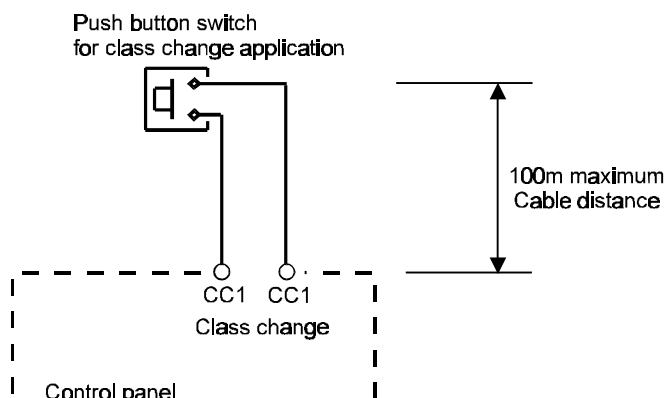 Push button switch
for class change application
100m maximum
Cable distance
CC1 CC1
Class change
Control panel